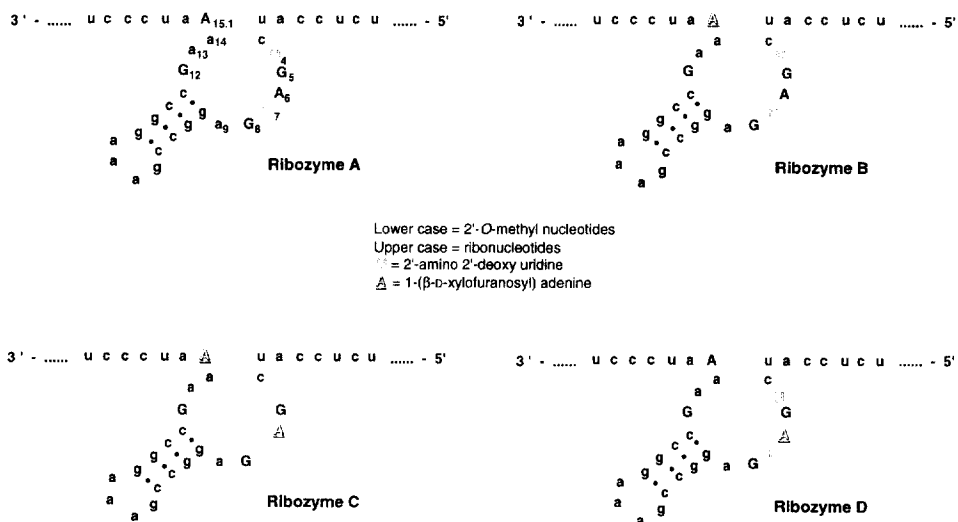 3' - ...... u c c c u a A15.1 u a c c u c u ...... - 5'
a14 c
a13 4
G12 G5
c A6
c g 7
g g a9 G8
a g c
a c
a g
Ribozyme A
3' - ...... u c c c u a A u a c c u c u ...... - 5'
a c
a
G G
c A
c g
g g a G
a g c
a c
a g
Ribozyme B
Lower case = 2'-O-methyl nucleotides
Upper case = ribonucleotides
= 2'-amino 2'-deoxy uridine
A = 1-(β-D-xylofuranosyl) adenine
3' - ...... u c c c u a A u a c c u c u ...... - 5'
a c
a
G G
c A
c g
g g a G
a g c
a c
a g
Ribozyme C
3' - ...... u c c c u a A u a c c u c u ...... - 5'
a c
a
G G
c A
c g
g g a G
a g c
a c
a g
Ribozyme D